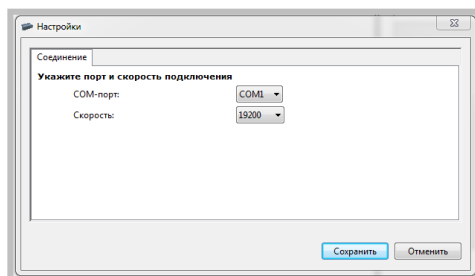 Настройки
Соединение
Укажите порт и скорость подключения
COM-порт: COM1
Скорость: 19200
Сохранить Отменить